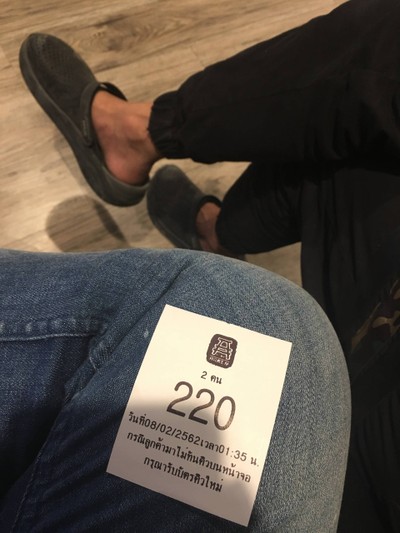 2 คน
220
วันที่08/02/2562เวลา01:35 น.
กรณีลูกค้ามาไม่ทันคิวบนหน้าจอ
กรุณารับบัตรคิวใหม่